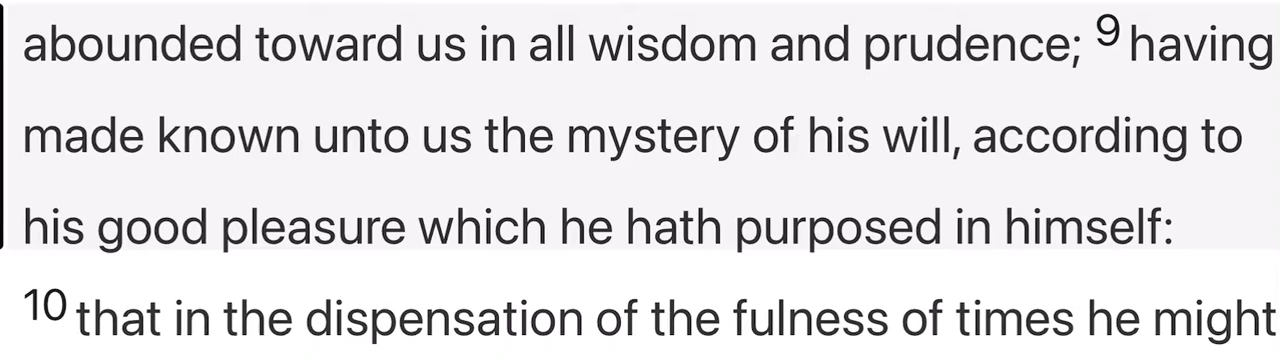 abounded toward us in all wisdom and prudence; 9 having
made known unto us the mystery of his will, according to
his good pleasure which he hath purposed in himself:
10 that in the dispensation of the fulness of times he might